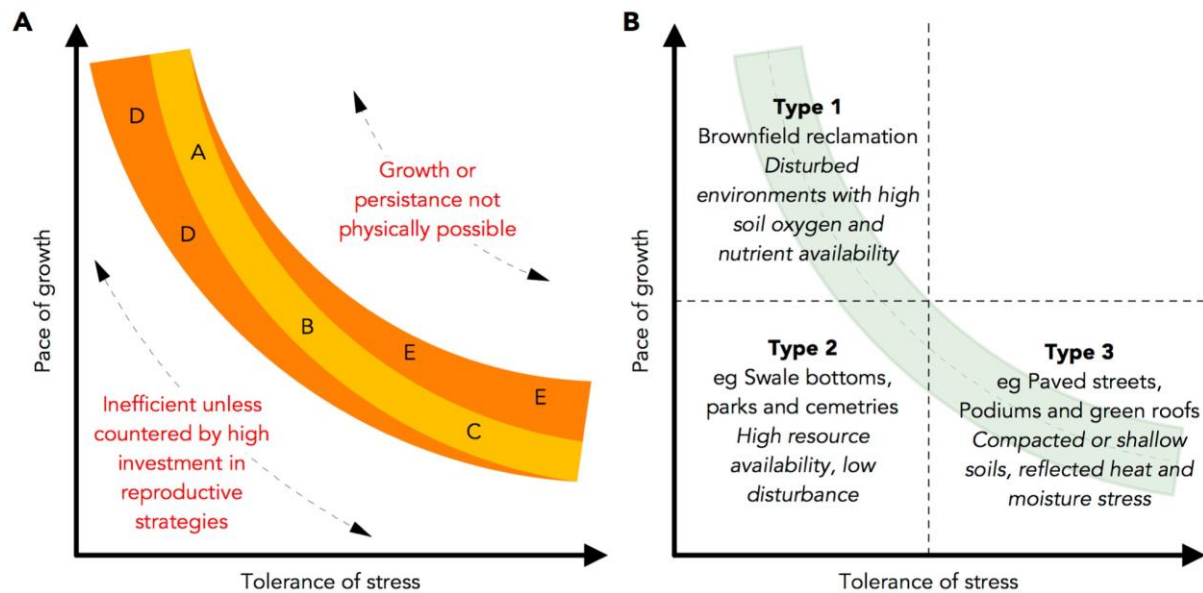 A
D
A
D
Growth or
persistance not
physically possible
B
E
E
C
Inefficient unless
countered by high
investment in
reproductive
strategies
Pace of growth
Tolerance of stress
B
Type 1
Brownfield reclamation
Disturbed
environments with high
soil oxygen and
nutrient availability
Type 2
eg Swale bottoms,
parks and cemetries
High resource
availability, low
disturbance
Type 3
eg Paved streets,
Podiums and green roofs
Compacted or shallow
soils, reflected heat and
moisture stress
Pace of growth
Tolerance of stress